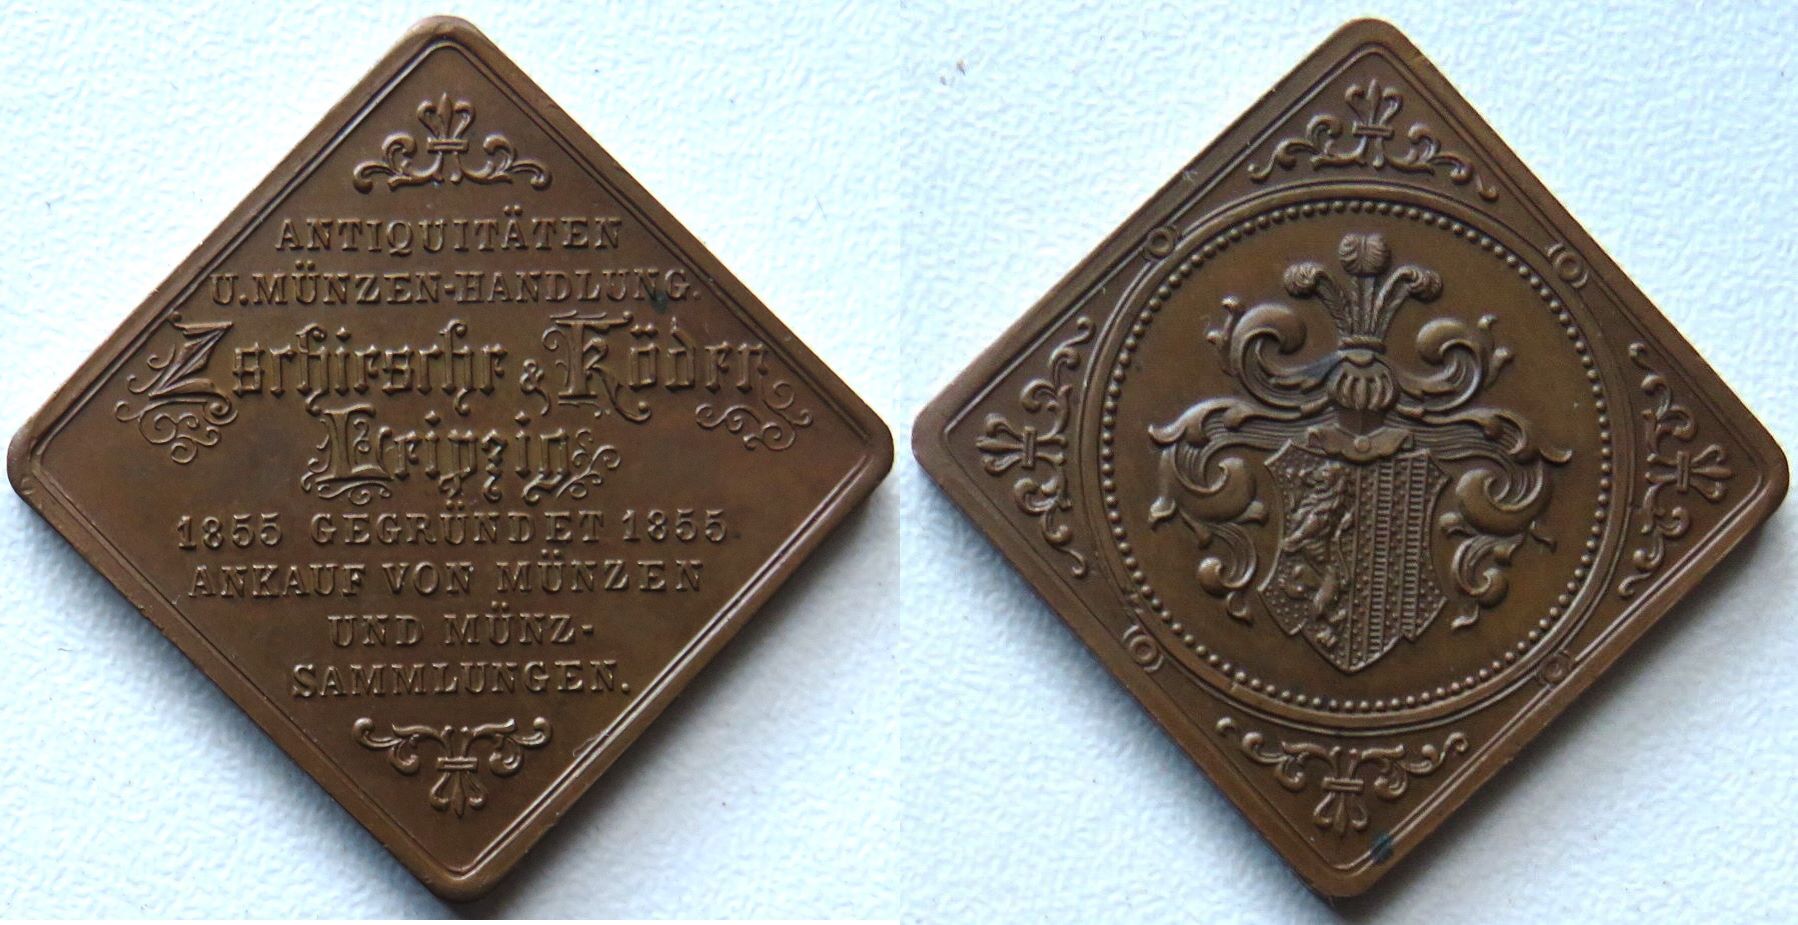 ANTIQUITÄTEN
U. MÜNZEN-HANDLUNG.
Zschiesche & Köder
Leipzig
1855 GEGRÜNDET 1855
ANKAUF VON MÜNZEN
UND MÜNZ-
SAMMLUNGEN.